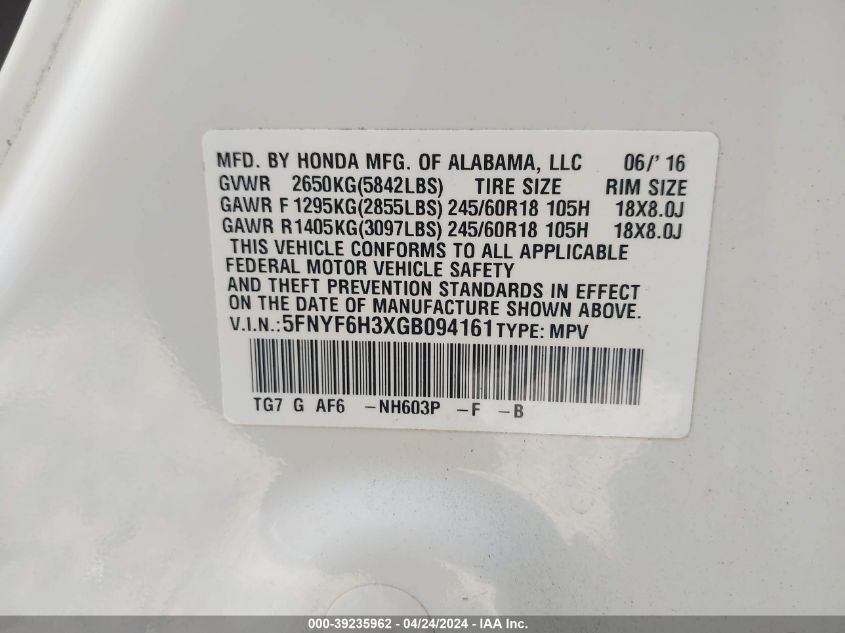 MFD. BY HONDA MFG. OF ALABAMA, LLC 06/'16
GVWR 2650KG(5842LBS) TIRE SIZE RIM SIZE
GAWR F 1295KG(2855LBS) 245/60R18 105H 18X8.0J
GAWR R1405KG(3097LBS) 245/60R18 105H 18X8.0J
THIS VEHICLE CONFORMS TO ALL APPLICABLE
FEDERAL MOTOR VEHICLE SAFETY
AND THEFT PREVENTION STANDARDS IN EFFECT
ON THE DATE OF MANUFACTURE SHOWN ABOVE.
V.I.N.: 5FNYF6H3XGB094161 TYPE: MPV
TG7 G AF6 -NH603P -F -B
000-39235962 - 04/24/2024 - IAA Inc.